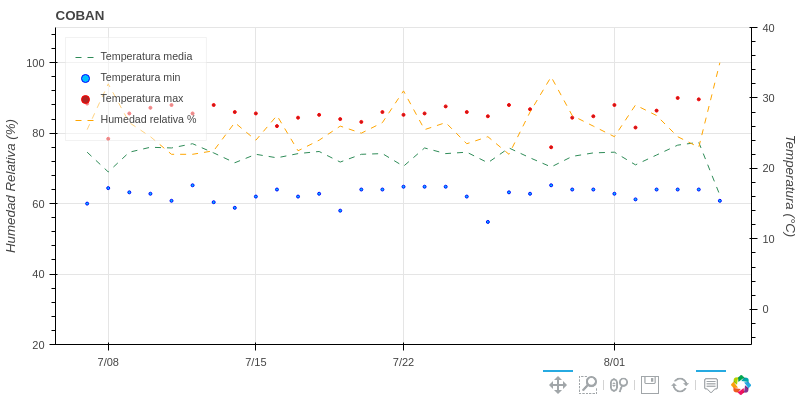 COBAN
Temperatura media
Temperatura min
Temperatura max
Humedad relativa %
Humedad Relativa (%)
100
80
60
40
20
40
30
20
10
0
Temperatura (°C)
7/08
7/15
7/22
8/01